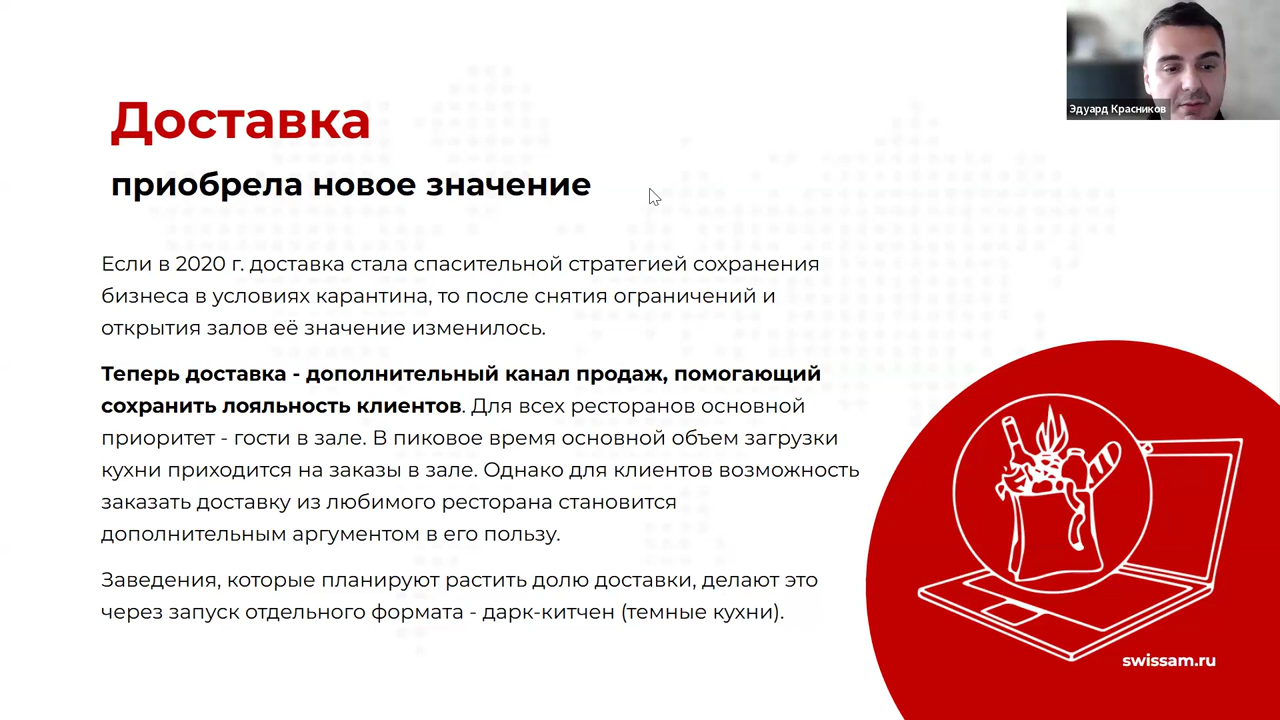 Доставка
приобрела новое значение
Эдуард Красников
Если в 2020 г. доставка стала спасительной стратегией сохранения
бизнеса в условиях карантина, то после снятия ограничений и
открытия залов её значение изменилось.
Теперь доставка - дополнительный канал продаж, помогающий
сохранить лояльность клиентов. Для всех ресторанов основной
приоритет - гости в зале. В пиковое время основной объем загрузки
кухни приходится на заказы в зале. Однако для клиентов возможность
заказать доставку из любимого ресторана становится
дополнительным аргументом в его пользу.
Заведения, которые планируют растить долю доставки, делают это
через запуск отдельного формата - дарк-китчен (темные кухни).
swissam.ru